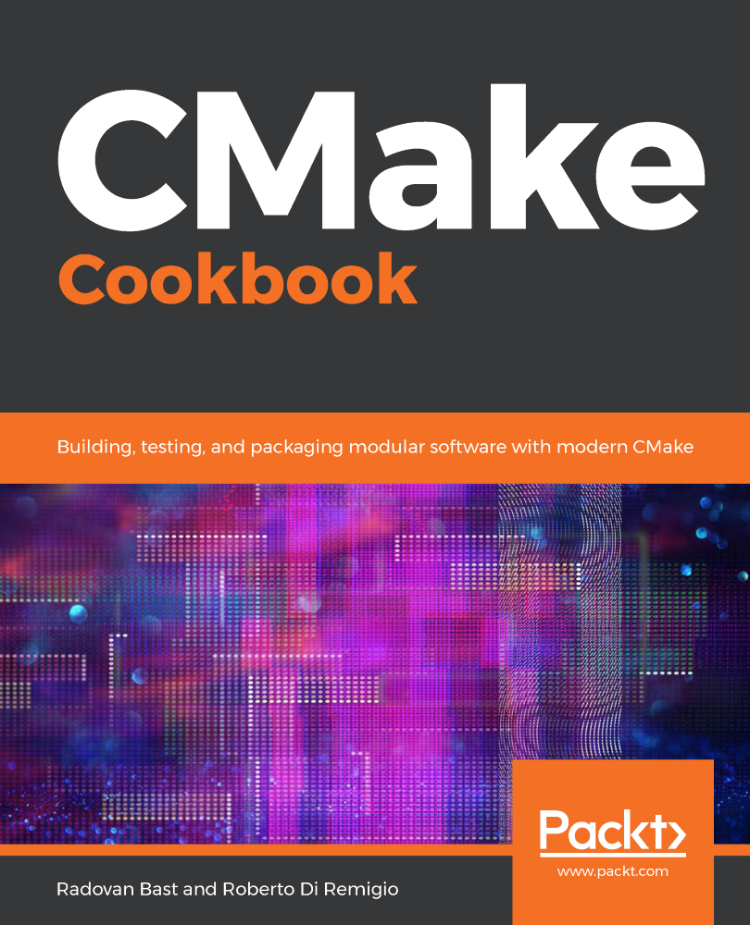 CMake
Cookbook
Building, testing, and packaging modular software with modern CMake
Packt
www.packt.com
Radovan Bast and Roberto Di Remigio